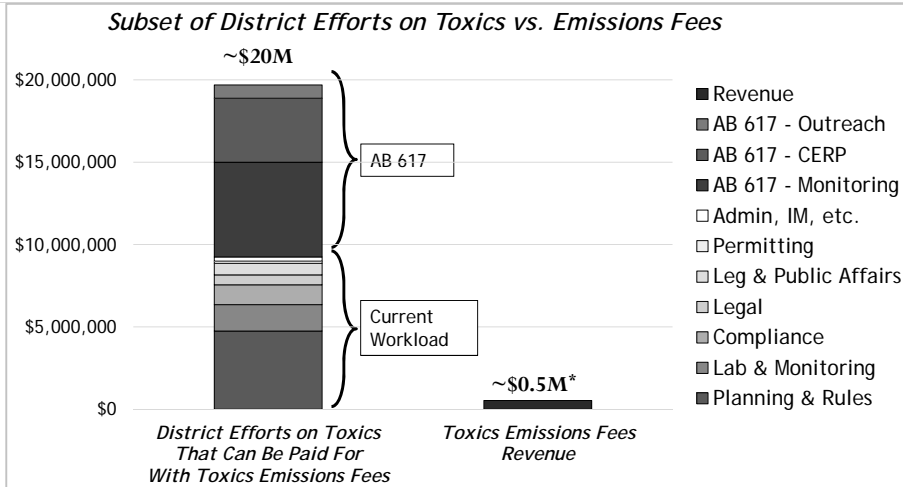 Subset of District Efforts on Toxics vs. Emissions Fees
~$20M
$20,000,000
$15,000,000
$10,000,000
$5,000,000
$0
AB 617
Current
Workload
~$0.5M*
District Efforts on Toxics
That Can Be Paid For
With Toxics Emissions Fees
Toxics Emissions Fees
Revenue
Revenue
AB 617 - Outreach
AB 617 - CERP
AB 617 - Monitoring
Admin, IM, etc.
Permitting
Leg & Public Affairs
Legal
Compliance
Lab & Monitoring
Planning & Rules